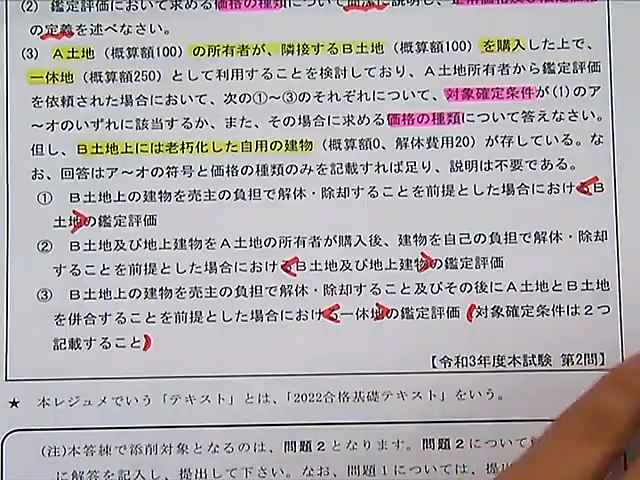 (2) 鑑定評価において求める価格の種類について簡潔に説明し、正常価格及び限定価格
の定義を述べなさい。
(3) A土地(概算額100)の所有者が、隣接するB土地(概算額100)を購入した上で、
一休地(概算額250)として利用することを検討しており、A土地所有者から鑑定評価
を依頼された場合において、次の①~③のそれぞれについて、対象確定条件が(1)のア
~オのいずれに該当するか、また、その場合に求める価格の種類について答えなさい。
但し、B土地上には老朽化した自用の建物(概算額0、解休費用20)が存している。な
お、回答はア~オの符号と価格の種類のみを記載すれば足り、説明は不要である。
① B土地上の建物を売主の負担で解休・除却することを前提とした場合におけるB
土地の鑑定評価
② B土地及び地上建物をA土地の所有者が購入後、建物を自己の負担で解休・除却
することを前提とした場合におけるB土地及び地上建物の鑑定評価
③ B土地上の建物を売主の負担で解休・除却すること及びその後にA土地とB土地
を併合することを前提とした場合における一休地の鑑定評価(対象確定条件は2つ
記載すること)
【令和3年度本試験 第2問】
★ 本レジュメでいう「テキスト」とは、「2022合格基礎テキスト」をいう。
(注)本答練で添削対象となるのは、問題2となります。問題2について
に解答を記入し、提出して下さい。なお、問題1については、提出